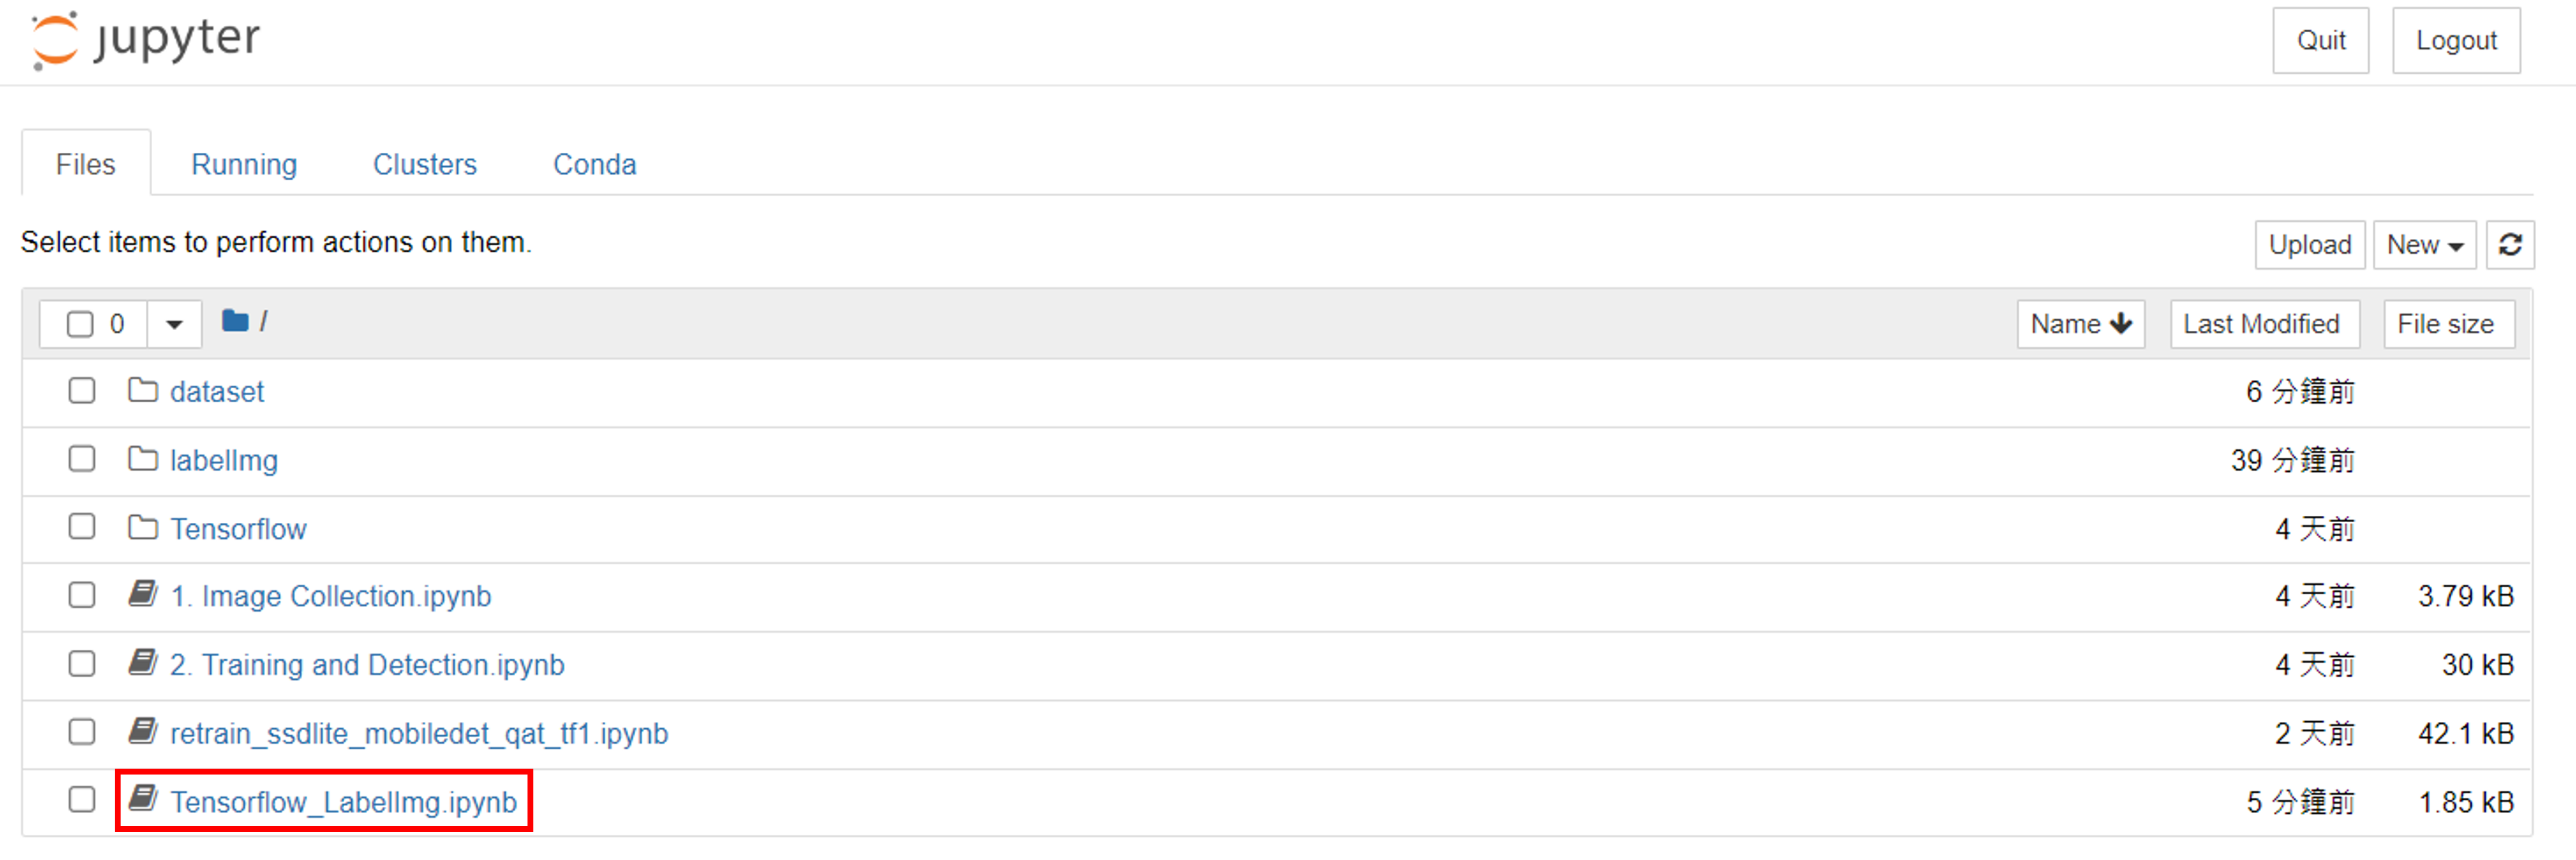 jupyter
Quit Logout
Files Running Clusters Conda
Select items to perform actions on them.
Upload New
0 / Name Last Modified File size
dataset 6 分鐘前
labelImg 39 分鐘前
Tensorflow 4 天前
1. Image Collection.ipynb 4 天前 3.79 kB
2. Training and Detection.ipynb 4 天前 30 kB
retrain_ssdlite_mobiledet_qat_tf1.ipynb 2 天前 42.1 kB
Tensorflow_LabelImg.ipynb 5 分鐘前 1.85 kB